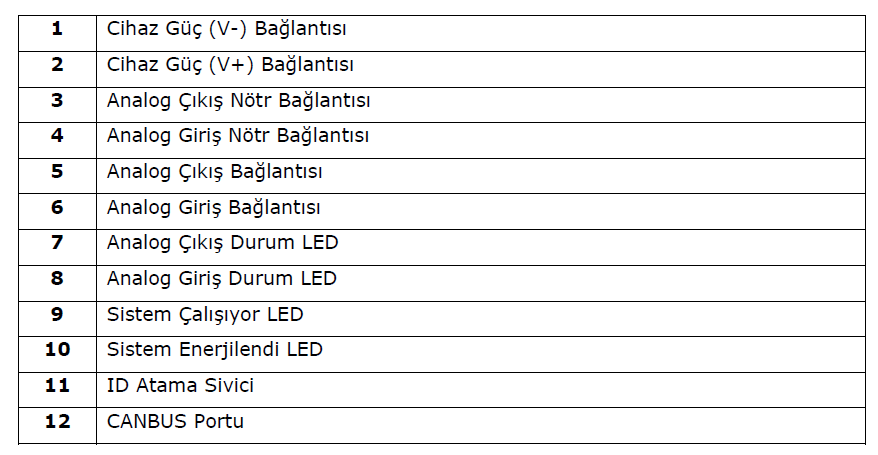 1 Cihaz Güç (V-) Bağlantısı
2 Cihaz Güç (V+) Bağlantısı
3 Analog Çıkış Nötr Bağlantısı
4 Analog Giriş Nötr Bağlantısı
5 Analog Çıkış Bağlantısı
6 Analog Giriş Bağlantısı
7 Analog Çıkış Durum LED
8 Analog Giriş Durum LED
9 Sistem Çalışıyor LED
10 Sistem Enerjilendi LED
11 ID Atama Sivici
12 CANBUS Portu